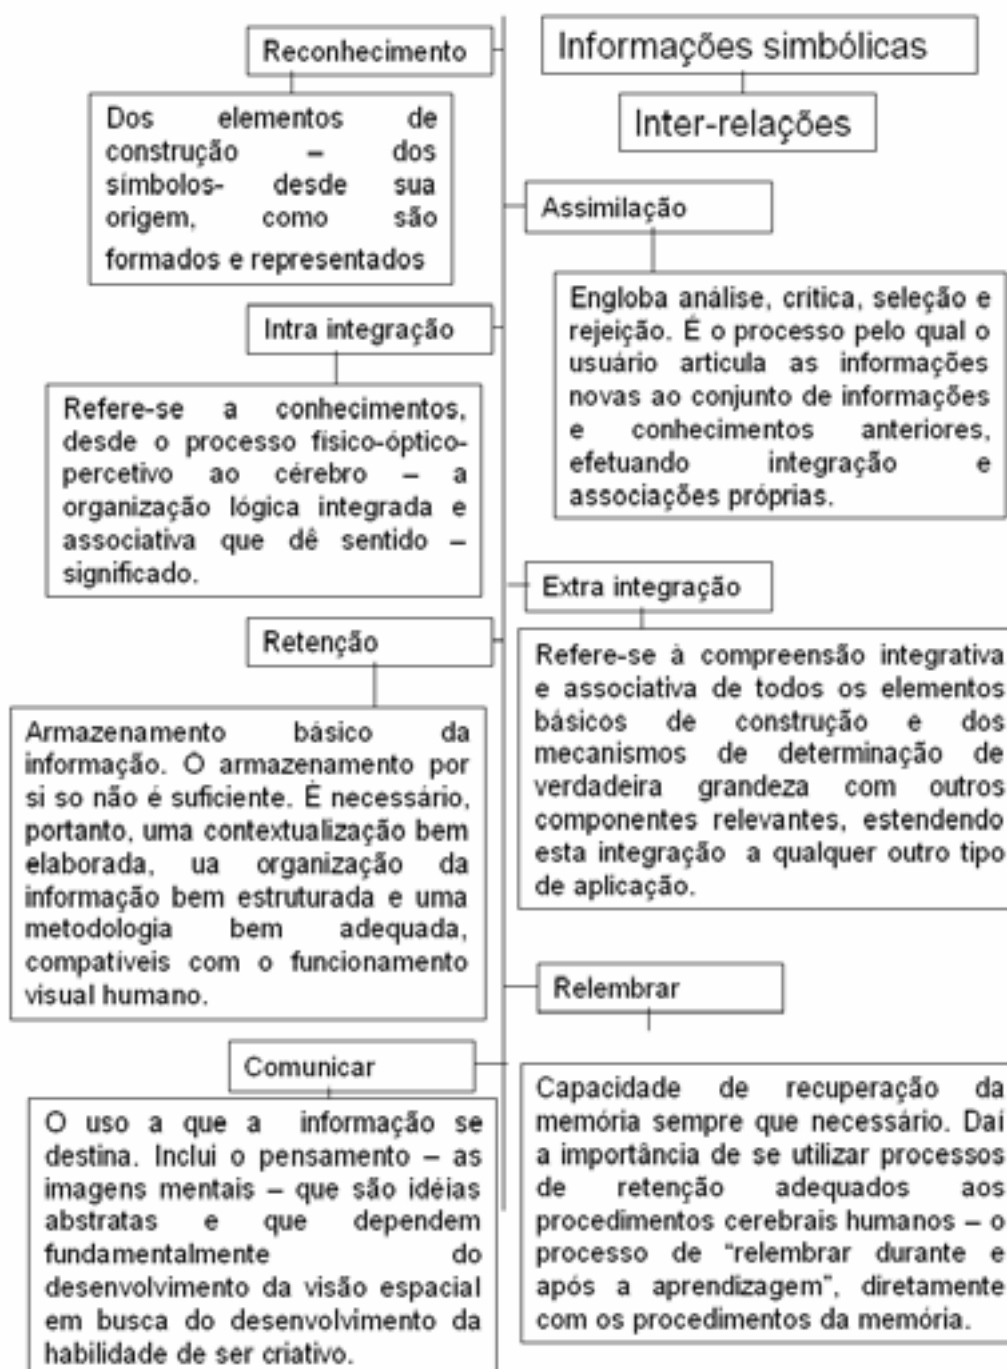 Informações simbólicas
Inter-relações
Reconhecimento
Dos elementos de
construção – dos
símbolos- desde sua
origem, como são
formados e representados
Assimilação
Engloba análise, crítica, seleção e
rejeição. É o processo pelo qual o
usuário articula as informações
novas ao conjunto de informações
e conhecimentos anteriores,
efetuando integração e
associações próprias.
Intra integração
Refere-se a conhecimentos,
desde o processo físico-óptico-
percetivo ao cérebro – a
organização lógica integrada e
associativa que dê sentido –
significado.
Extra integração
Refere-se à compreensão integrativa
e associativa de todos os elementos
básicos de construção e dos
mecanismos de determinação de
verdadeira grandeza com outros
componentes relevantes, estendendo
esta integração a qualquer outro tipo
de aplicação.
Retenção
Armazenamento básico da
informação. O armazenamento por
si so não é suficiente. É necessário,
portanto, uma contextualização bem
elaborada, ua organização da
informação bem estruturada e uma
metodologia bem adequada,
compatíveis com o funcionamento
visual humano.
Relembrar
Capacidade de recuperação da
memória sempre que necessário. Daí
a importância de se utilizar processos
de retenção adequados aos
procedimentos cerebrais humanos – o
processo de “relembrar durante e
após a aprendizagem”, diretamente
com os procedimentos da memória.
Comunicar
O uso a que a informação se
destina. Inclui o pensamento – as
imagens mentais – que são idéias
abstratas e que dependem
fundamentalmente do
desenvolvimento da visão espacial
em busca do desenvolvimento da
habilidade de ser criativo.